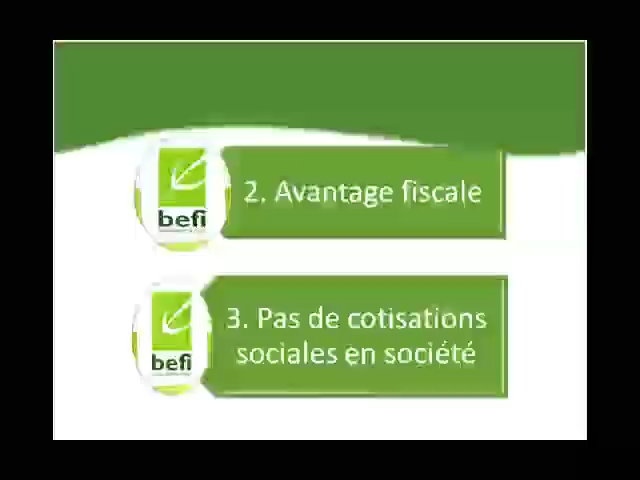 befi
2. Avantage fiscale
befi
3. Pas de cotisations
sociales en société